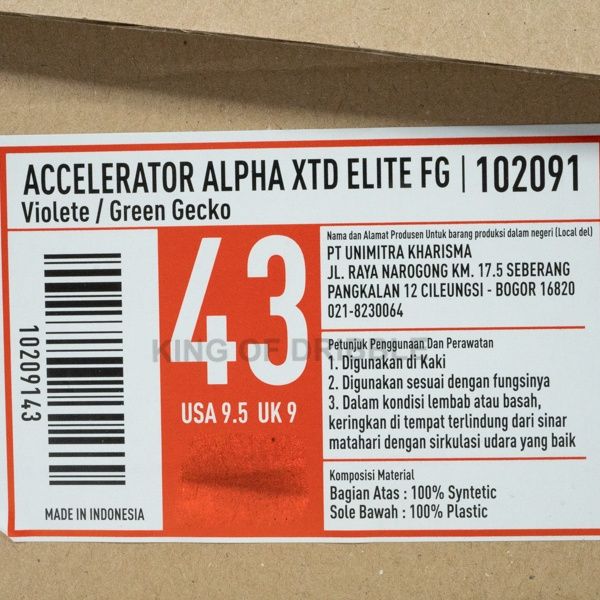 ACCELERATOR ALPHA XTD ELITE FG | 102091
Violete / Green Gecko
10209143
MADE IN INDONESIA
43
USA 9.5 UK 9
KING OF DRIBBLE
Nama dan Alamat Produsen Untuk barang produksi dalam negeri (Local del)
PT UNIMITRA KHARISMA
JL. RAYA NAROGONG KM. 17.5 SEBERANG
PANGKALAN 12 CILEUNGSI - BOGOR 16820
021-8230064
Petunjuk Penggunaan Dan Perawatan
1. Digunakan di Kaki
2. Digunakan sesuai dengan fungsinya
3. Dalam kondisi lembab atau basah,
keringkan di tempat terlindung dari sinar
matahari dengan sirkulasi udara yang baik
Komposisi Material
Bagian Atas : 100% Syntetic
Sole Bawah : 100% Plastic